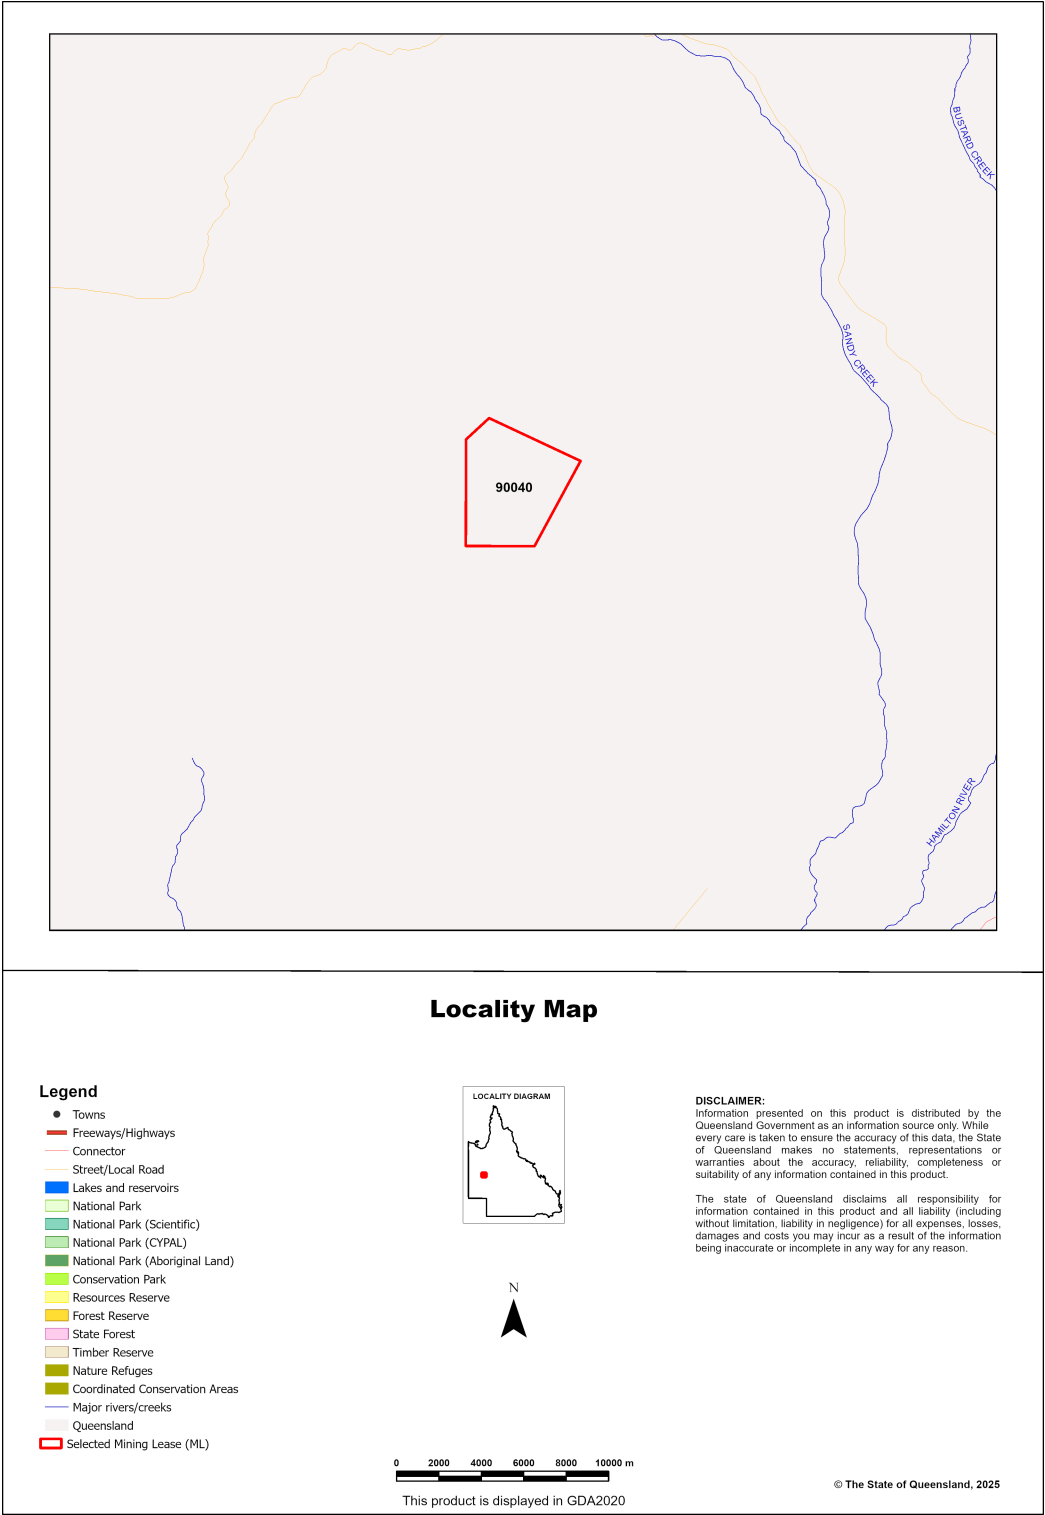 BUSTARD CREEK
SANDY CREEK
90040
HAMILTON RIVER
Locality Map
Legend
Towns
Freeways/Highways
Connector
Street/Local Road
Lakes and reservoirs
National Park
National Park (Scientific)
National Park (CYPAL)
National Park (Aboriginal Land)
Conservation Park
Resources Reserve
Forest Reserve
State Forest
Timber Reserve
Nature Refuges
Coordinated Conservation Areas
Major rivers/creeks
Queensland
Selected Mining Lease (ML)
LOCALITY DIAGRAM
N
0 2000 4000 6000 8000 10000 m
This product is displayed in GDA2020
DISCLAIMER:
Information presented on this product is distributed by the
Queensland Government as an information source only. While
every care is taken to ensure the accuracy of this data, the State
of Queensland makes no statements, representations or
warranties about the accuracy, reliability, completeness or
suitability of any information contained in this product.
The state of Queensland disclaims all responsibility for
information contained in this product and all liability (including
without limitation, liability in negligence) for all expenses, losses,
damages and costs you may incur as a result of the information
being inaccurate or incomplete in any way for any reason.
© The State of Queensland, 2025